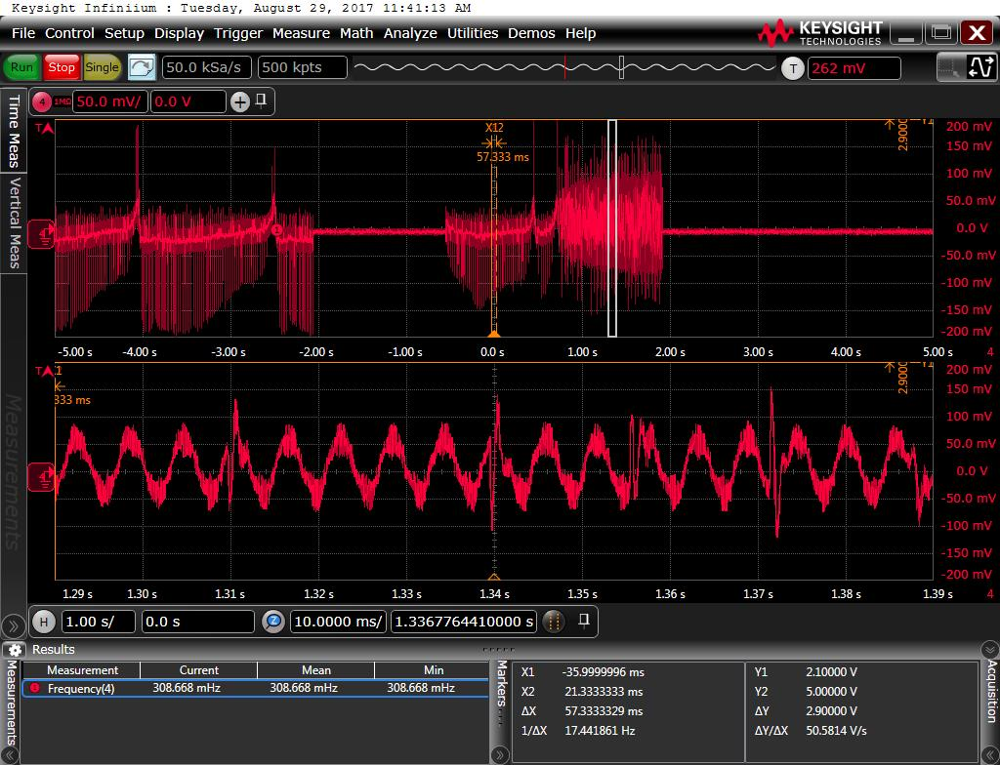 Keysight Infiniium : Tuesday, August 29, 2017 11:41:13 AM
File Control Setup Display Trigger Measure Math Analyze Utilities Demos Help
KEYSIGHT
TECHNOLOGIES
Run Stop Single 50.0 kSa/s 500 kpts T 262 mV
4 1MΩ 50.0 mV/ 0.0 V
Time Meas
Vertical Meas
Measurements
T
X12
57.333 ms
2.9000
Y1
1
200 mV
150 mV
100 mV
50.0 mV
0.0 V
-50.0 mV
-100 mV
-150 mV
-200 mV
-5.00 s -4.00 s -3.00 s -2.00 s -1.00 s 0.0 s 1.00 s 2.00 s 3.00 s 4.00 s 5.00 s 4
T
1
333 ms
2.9000
Y1
200 mV
150 mV
100 mV
50.0 mV
0.0 V
-50.0 mV
-100 mV
-150 mV
-200 mV
1.29 s 1.30 s 1.31 s 1.32 s 1.33 s 1.34 s 1.35 s 1.36 s 1.37 s 1.38 s 1.39 s 4
H 1.00 s/ 0.0 s Z 10.0000 ms/ 1.3367764410000 s
Results
Measurements
Measurement Current Mean Min
Frequency(4) 308.668 mHz 308.668 mHz 308.668 mHz
Markers
X1 -35.9999996 ms
X2 21.3333333 ms
ΔX 57.3333329 ms
1/ΔX 17.441861 Hz
Y1 2.10000 V
Y2 5.00000 V
ΔY 2.90000 V
ΔY/ΔX 50.5814 V/s
Acquisition